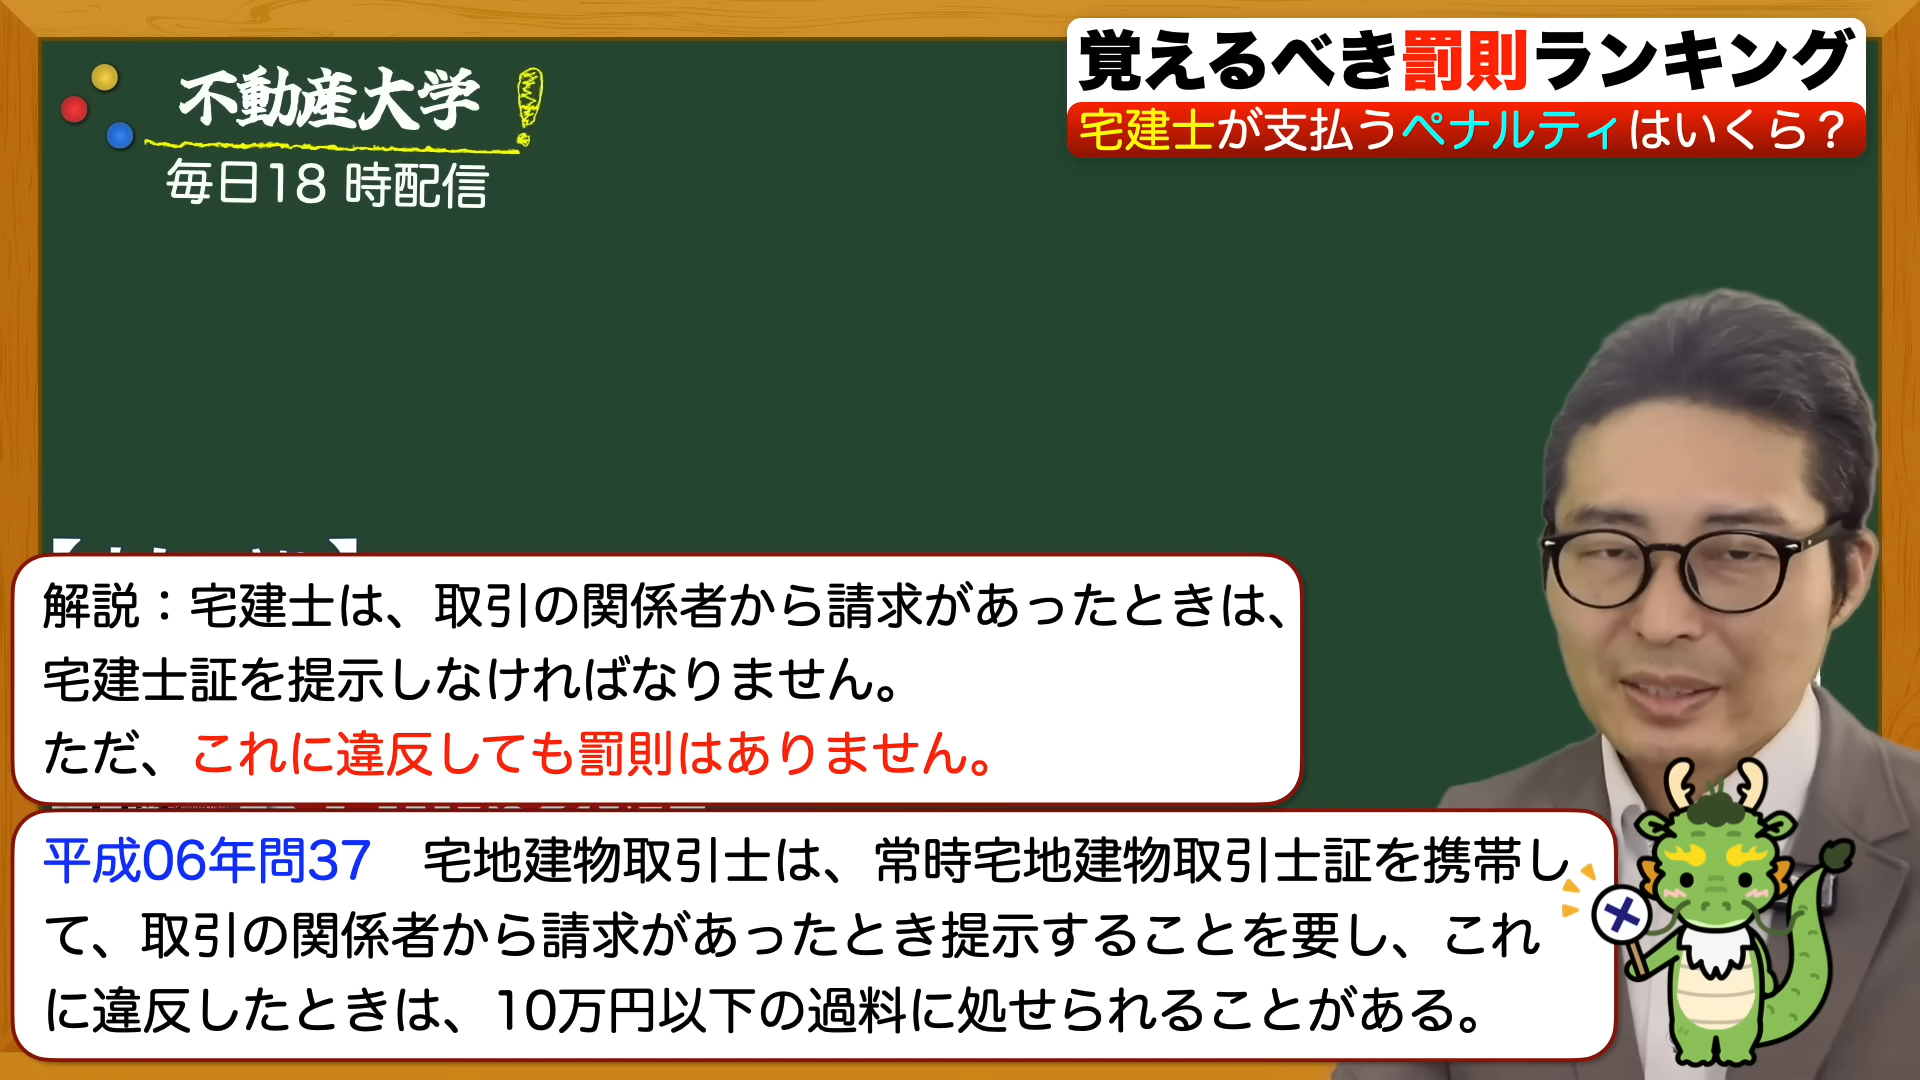 不動産大学!
毎日18時配信
覚えるべき罰則ランキング
宅建士が支払うペナルティはいくら？
解説：宅建士は、取引の関係者から請求があったときは、
宅建士証を提示しなければなりません。
ただ、これに違反しても罰則はありません。
平成06年問37　宅地建物取引士は、常時宅地建物取引士証を携帯し
て、取引の関係者から請求があったとき提示することを要し、これ
に違反したときは、10万円以下の過料に処せられることがある。